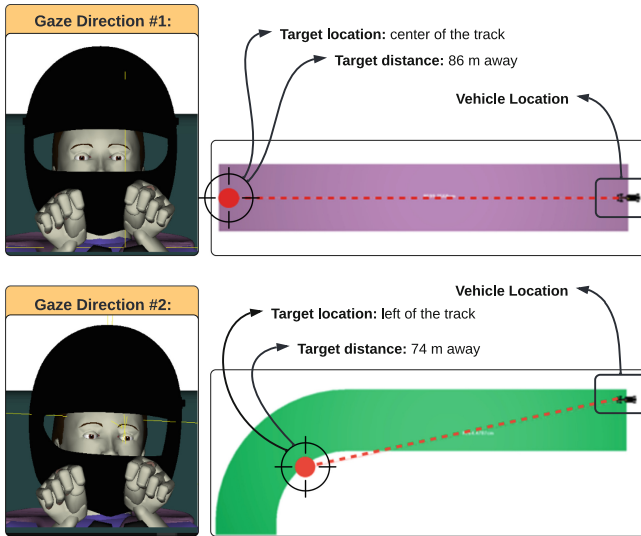 Gaze Direction #1:
Target location: center of the track
Target distance: 86 m away
Vehicle Location
Gaze Direction #2:
Vehicle Location
Target location: left of the track
Target distance: 74 m away